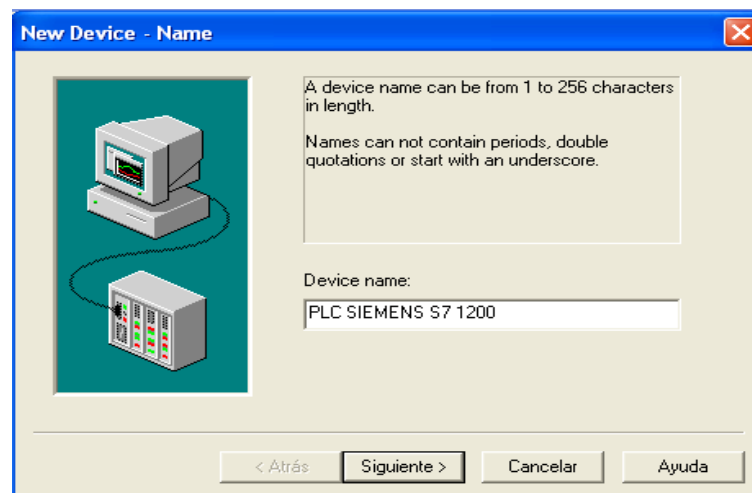 New Device - Name
A device name can be from 1 to 256 characters
in length.
Names can not contain periods, double
quotations or start with an underscore.
Device name:
PLC SIEMENS S7 1200
< Atrás
Siguiente >
Cancelar
Ayuda